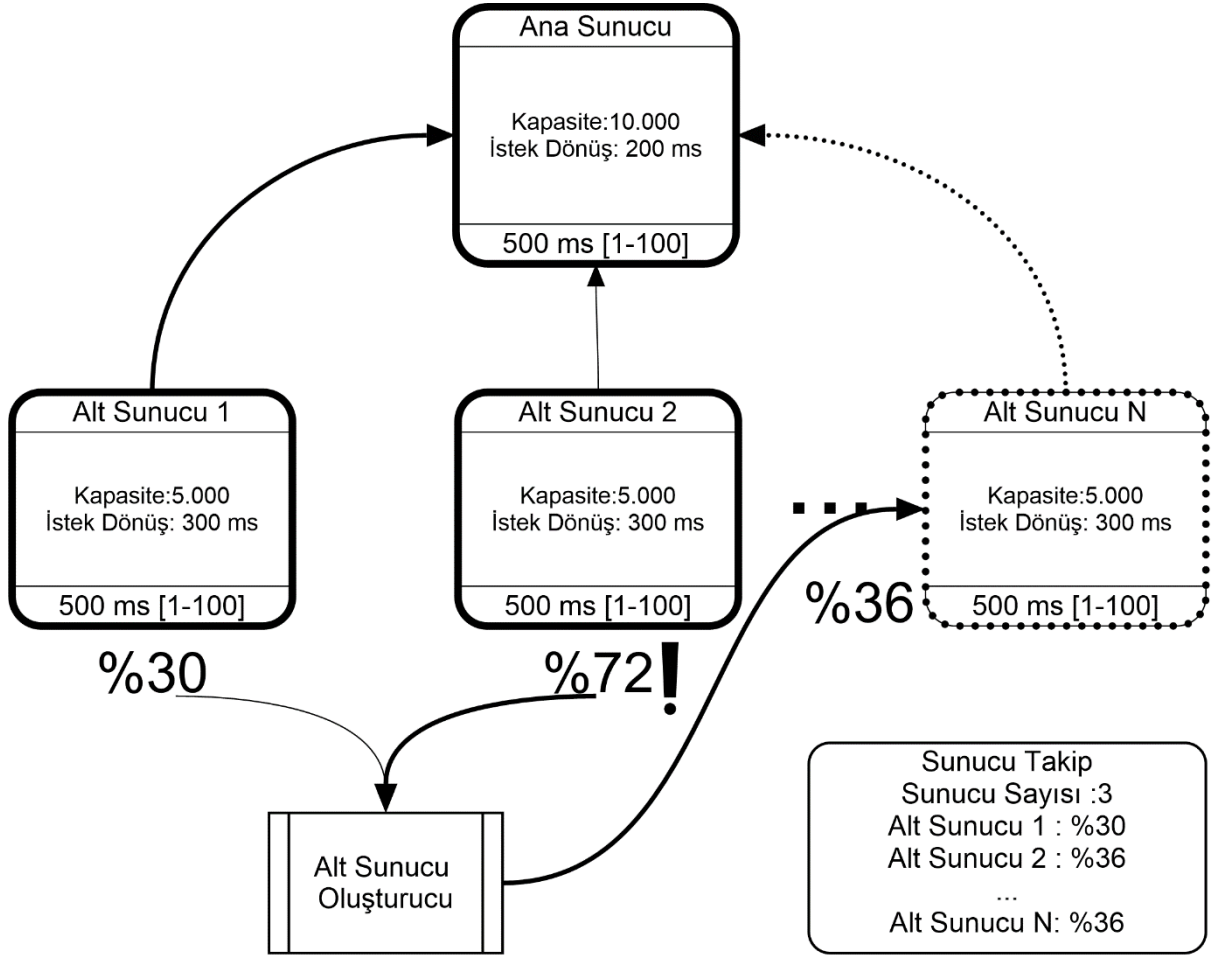 Ana Sunucu
Kapasite:10.000
İstek Dönüş: 200 ms
500 ms [1-100]
Alt Sunucu 1
Kapasite:5.000
İstek Dönüş: 300 ms
500 ms [1-100]
%30
Alt Sunucu 2
Kapasite:5.000
İstek Dönüş: 300 ms
500 ms [1-100]
%72!
...
Alt Sunucu N
Kapasite:5.000
İstek Dönüş: 300 ms
500 ms [1-100]
%36
Alt Sunucu
Oluşturucu
Sunucu Takip
Sunucu Sayısı :3
Alt Sunucu 1 : %30
Alt Sunucu 2 : %36
...
Alt Sunucu N: %36